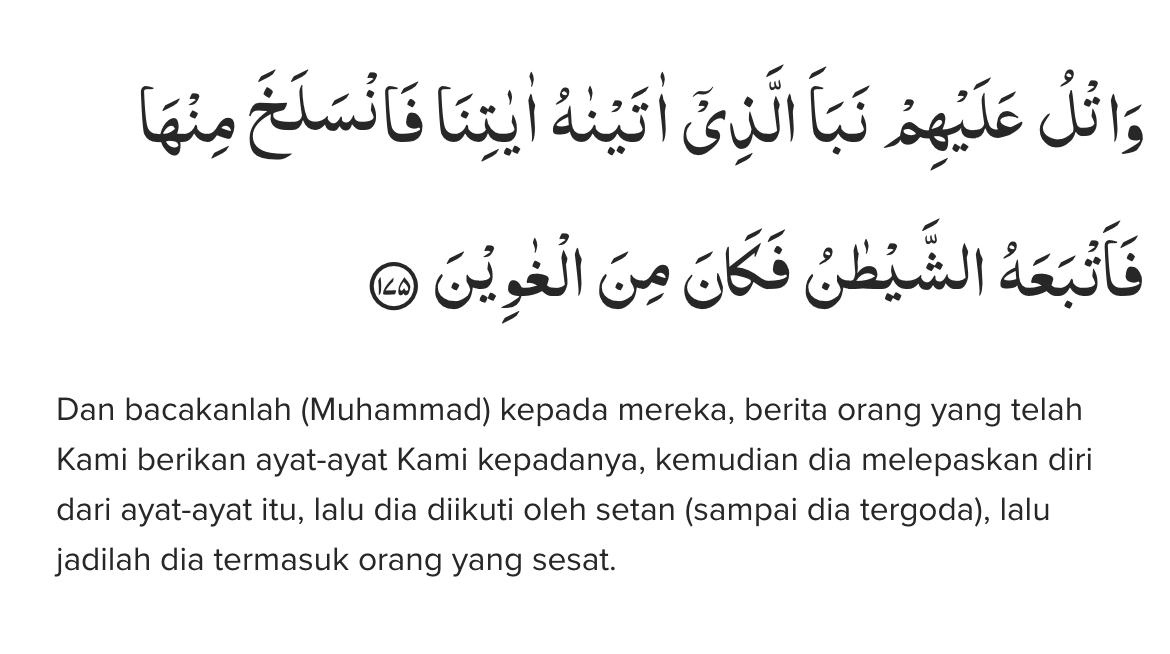 وَاتْلُ عَلَيْهِمْ نَبَاَ الَّذِيْٓ اٰتَيْنٰهُ اٰيٰتِنَا فَانْسَلَخَ مِنْهَا
فَاَتْبَعَهُ الشَّيْطٰنُ فَكَانَ مِنَ الْغٰوِيْنَ ١٧٥
Dan bacakanlah (Muhammad) kepada mereka, berita orang yang telah
Kami berikan ayat-ayat Kami kepadanya, kemudian dia melepaskan diri
dari ayat-ayat itu, lalu dia diikuti oleh setan (sampai dia tergoda), lalu
jadilah dia termasuk orang yang sesat.